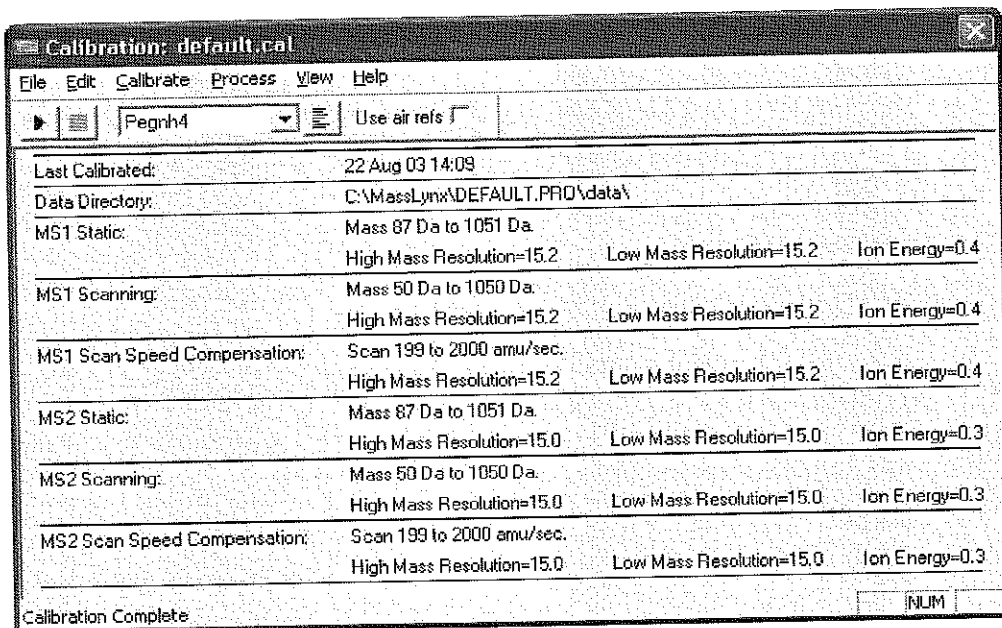 Calibration: default.cal
File Edit Calibrate Process View Help
Pegnh4 Use air refs
Last Calibrated: 22 Aug 03 14:09
Data Directory: C:\MassLynx\DEFAULT.PRO\data\
MS1 Static: Mass 87 Da to 1051 Da.
High Mass Resolution=15.2 Low Mass Resolution=15.2 Ion Energy=0.4
MS1 Scanning: Mass 50 Da to 1050 Da.
High Mass Resolution=15.2 Low Mass Resolution=15.2 Ion Energy=0.4
MS1 Scan Speed Compensation: Scan 199 to 2000 amu/sec.
High Mass Resolution=15.2 Low Mass Resolution=15.2 Ion Energy=0.4
MS2 Static: Mass 87 Da to 1051 Da.
High Mass Resolution=15.0 Low Mass Resolution=15.0 Ion Energy=0.3
MS2 Scanning: Mass 50 Da to 1050 Da.
High Mass Resolution=15.0 Low Mass Resolution=15.0 Ion Energy=0.3
MS2 Scan Speed Compensation: Scan 199 to 2000 amu/sec.
High Mass Resolution=15.0 Low Mass Resolution=15.0 Ion Energy=0.3
Calibration Complete NUM